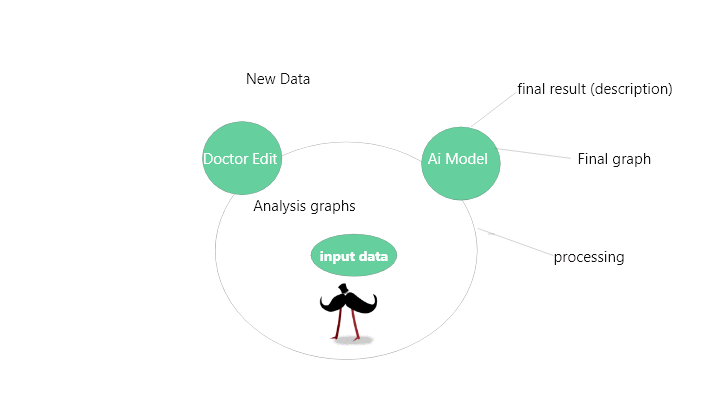 New Data
final result (description)
Doctor Edit
Ai Model
Final graph
Analysis graphs
input data
processing